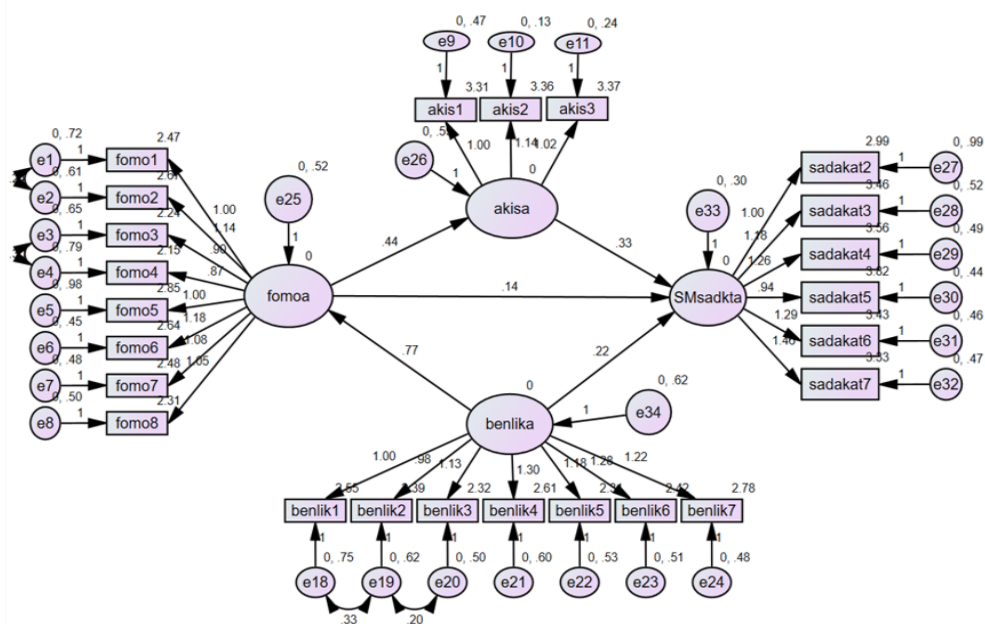 0, .47
0, .13
0, .24
e9
e10
e11
1
1
1
3.31
3.36
3.37
akis1
akis2
akis3
1.00
1.14
1.02
e26
1
0
akisa
0, .72
e1
1
2.47
fomo1
.61
e2
1
fomo2
0, .65
e3
1
2.24
fomo3
0, .79
e4
1
2.15
fomo4
0, .98
e5
1
2.85
fomo5
0, .45
e6
1
2.64
fomo6
0, .48
e7
1
2.48
fomo7
0, .50
e8
1
2.31
fomo8
1.00
1.14
.90
.87
1.00
1.18
1.08
1.05
0, .52
e25
1
0
fomoa
.44
.33
.14
.77
.22
0, .30
e33
1
0
SMsadkta
1.00
1.18
1.26
.94
1.29
1.40
2.99
0, .99
sadakat2
1
e27
3.46
0, .52
sadakat3
1
e28
3.56
0, .49
sadakat4
1
e29
3.82
0, .44
sadakat5
1
e30
3.43
0, .46
sadakat6
1
e31
3.33
0, .47
sadakat7
1
e32
0
benlika
1
0, .62
e34
1.00
.98
1.13
1.30
1.18
1.28
1.22
2.55
2.39
2.32
2.61
2.42
2.78
benlik1
benlik2
benlik3
benlik4
benlik5
benlik6
benlik7
1
1
1
1
1
1
1
0, .75
0, .62
0, .50
0, .60
0, .53
0, .51
0, .48
e18
e19
e20
e21
e22
e23
e24
.33
.20